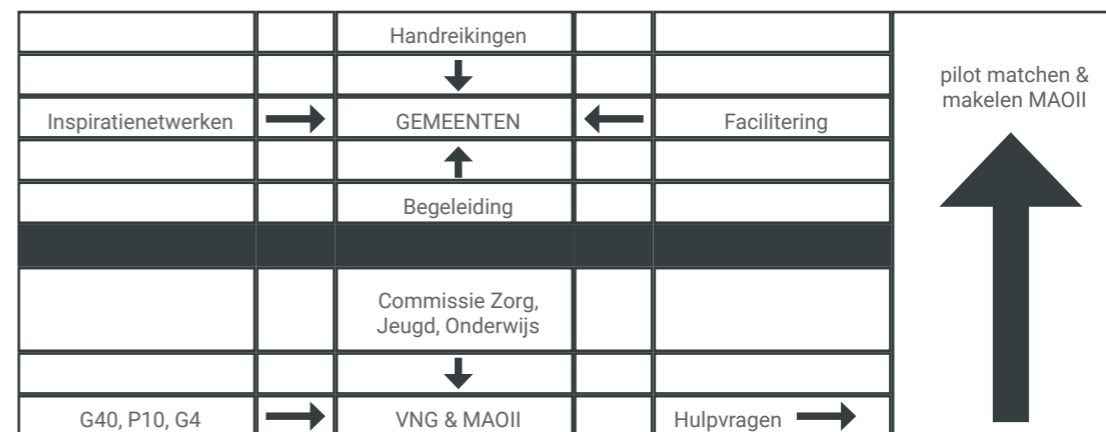 Handreikingen
pilot matchen &
makelen MAOII
Inspiratienetwerken
GEMEENTEN
Facilitering
Begeleiding
Commissie Zorg,
Jeugd, Onderwijs
G40, P10, G4
VNG & MAOII
Hulpvragen